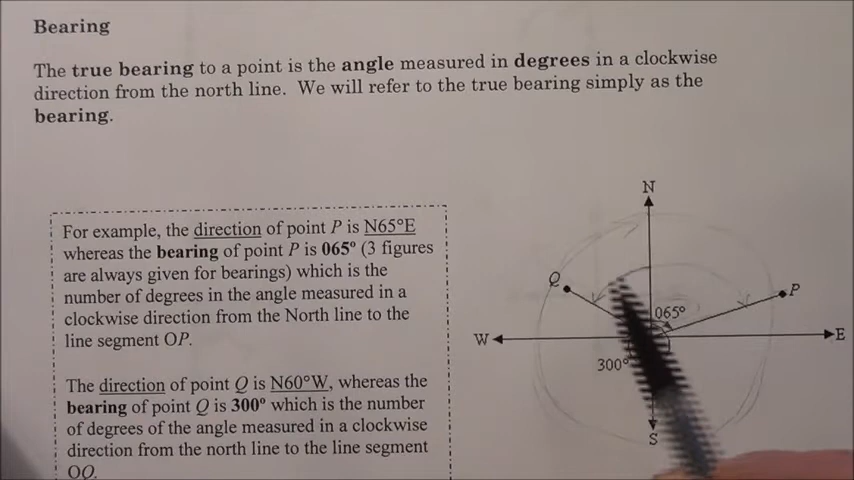 Bearing
The true bearing to a point is the angle measured in degrees in a clockwise
direction from the north line. We will refer to the true bearing simply as the
bearing.
For example, the direction of point P is N65°E
whereas the bearing of point P is 065° (3 figures
are always given for bearings) which is the
number of degrees in the angle measured in a
clockwise direction from the North line to the
line segment OP.
The direction of point Q is N60°W, whereas the
bearing of point Q is 300° which is the number
of degrees of the angle measured in a clockwise
direction from the north line to the line segment
OQ.
N
Q
P
065°
W
E
300°
S